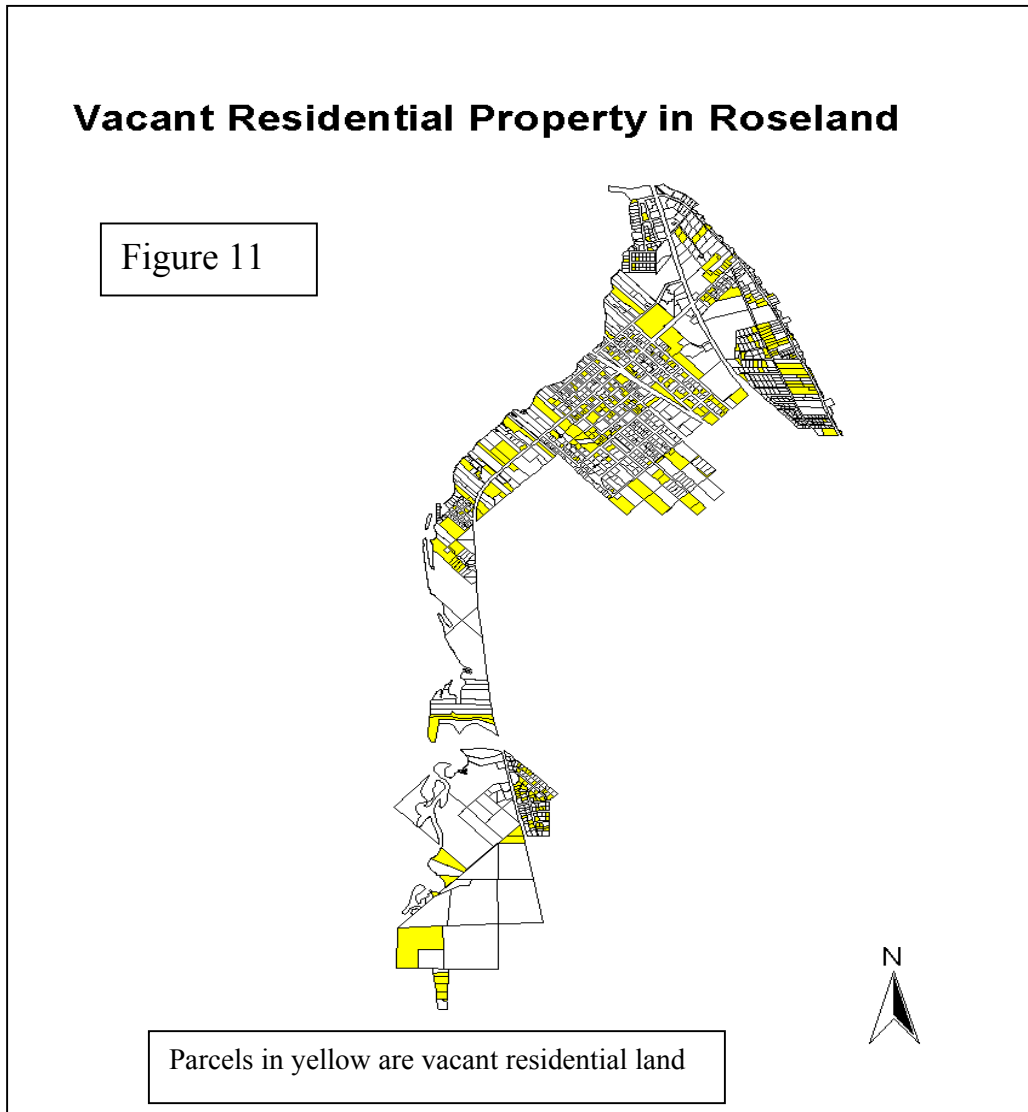 Vacant Residential Property in Roseland
Figure 11
N
Parcels in yellow are vacant residential land